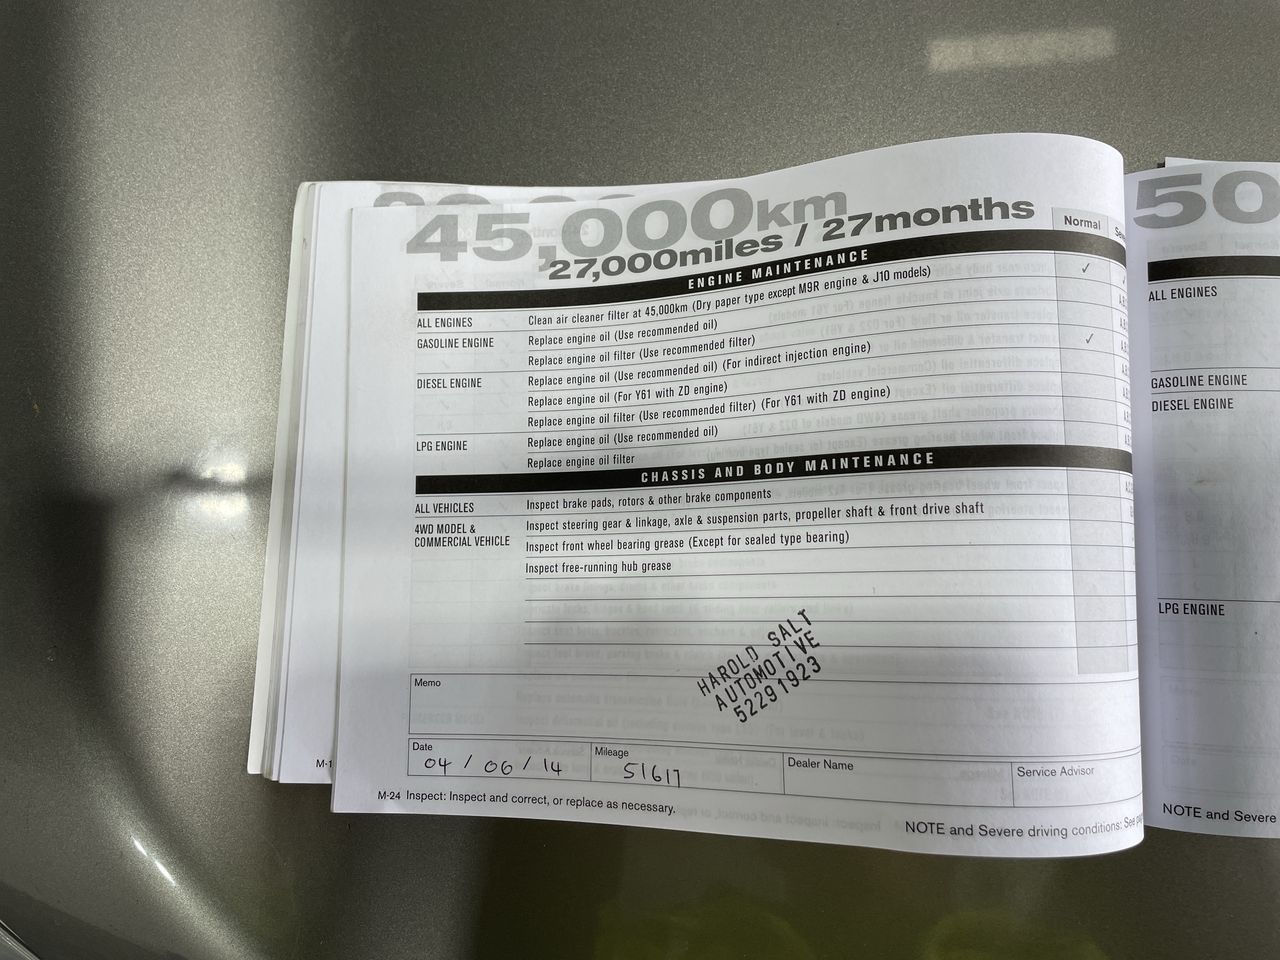 45,000km
27,000miles / 27months
Normal
ENGINE MAINTENANCE
ALL ENGINES Clean air cleaner filter at 45,000km (Dry paper type except M9R engine & J10 models) ✓
GASOLINE ENGINE Replace engine oil (Use recommended oil)
Replace engine oil filter (Use recommended filter)
DIESEL ENGINE Replace engine oil (Use recommended oil) (For indirect injection engine) ✓
Replace engine oil (For Y61 with ZD engine)
Replace engine oil filter (Use recommended filter) (For Y61 with ZD engine)
LPG ENGINE Replace engine oil (Use recommended oil)
Replace engine oil filter
CHASSIS AND BODY MAINTENANCE
ALL VEHICLES Inspect brake pads, rotors & other brake components
4WD MODEL & COMMERCIAL VEHICLE Inspect steering gear & linkage, axle & suspension parts, propeller shaft & front drive shaft
Inspect front wheel bearing grease (Except for sealed type bearing)
Inspect free-running hub grease
HAROLD SALT
AUTOMOTIVE
52291923
Memo
Date 04 / 06 / 14
Mileage 51617
Dealer Name
Service Advisor
M-24 Inspect: Inspect and correct, or replace as necessary.
NOTE and Severe driving conditions: See
50
ALL ENGINES
GASOLINE ENGINE
DIESEL ENGINE
LPG ENGINE
NOTE and Severe